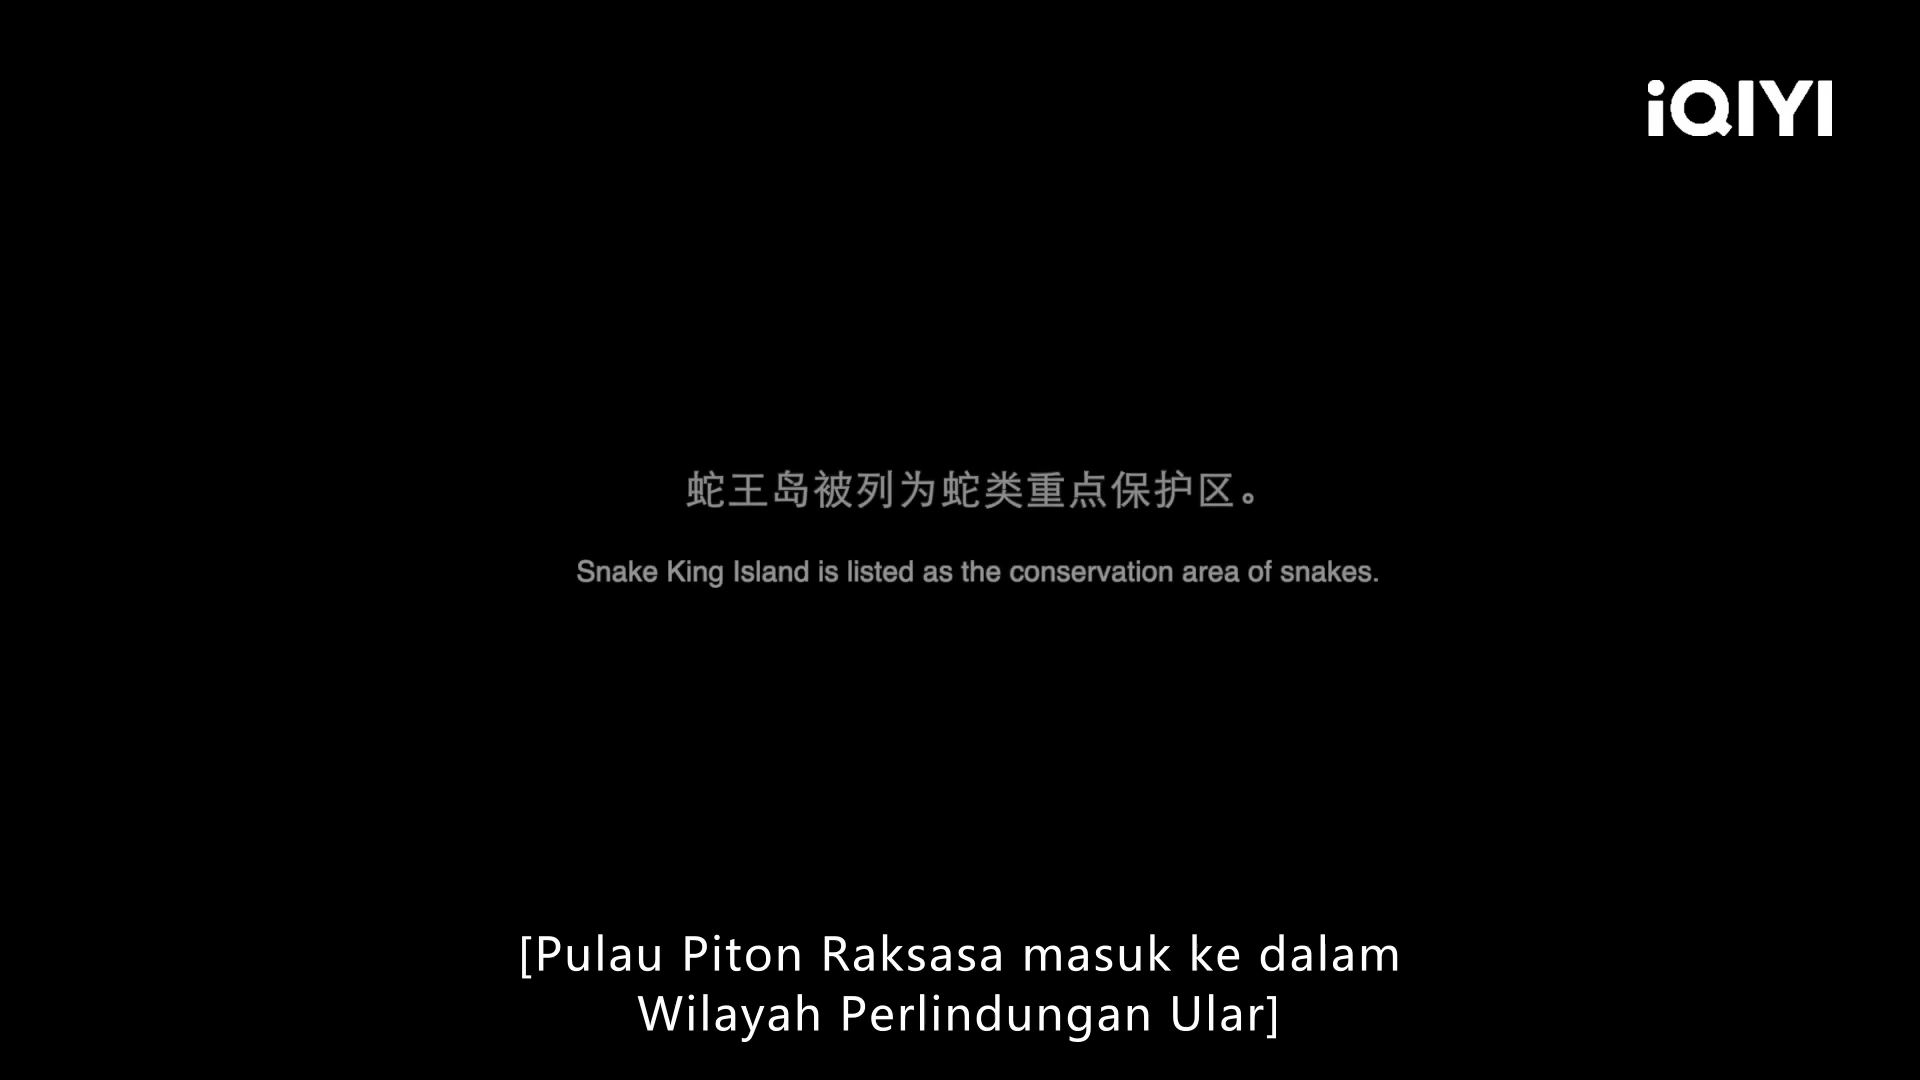 iQIYI
蛇王岛被列为蛇类重点保护区。
Snake King Island is listed as the conservation area of snakes.
[Pulau Piton Raksasa masuk ke dalam
Wilayah Perlindungan Ular]